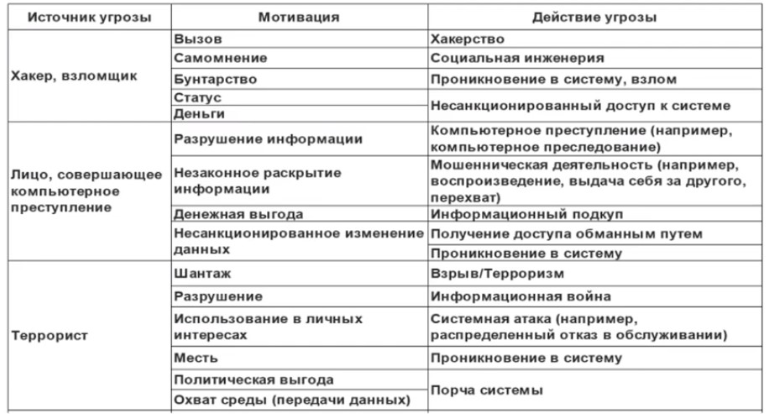 Источник угрозы Мотивация Действие угрозы
Хакер, взломщик
Вызов Хакерство
Самомнение Социальная инженерия
Бунтарство Проникновение в систему, взлом
Статус
Деньги
Несанкционированный доступ к системе
Лицо, совершающее
компьютерное
преступление
Разрушение информации
Компьютерное преступление (например,
компьютерное преследование)
Незаконное раскрытие
информации
Мошенническая деятельность (например,
воспроизведение, выдача себя за другого,
перехват)
Денежная выгода Информационный подкуп
Несанкционированное изменение
данных
Получение доступа обманным путем
Проникновение в систему
Террорист
Шантаж Взрыв/Терроризм
Разрушение Информационная война
Использование в личных
интересах
Системная атака (например,
распределенный отказ в обслуживании)
Месть Проникновение в систему
Политическая выгода
Охват среды (передачи данных)
Порча системы